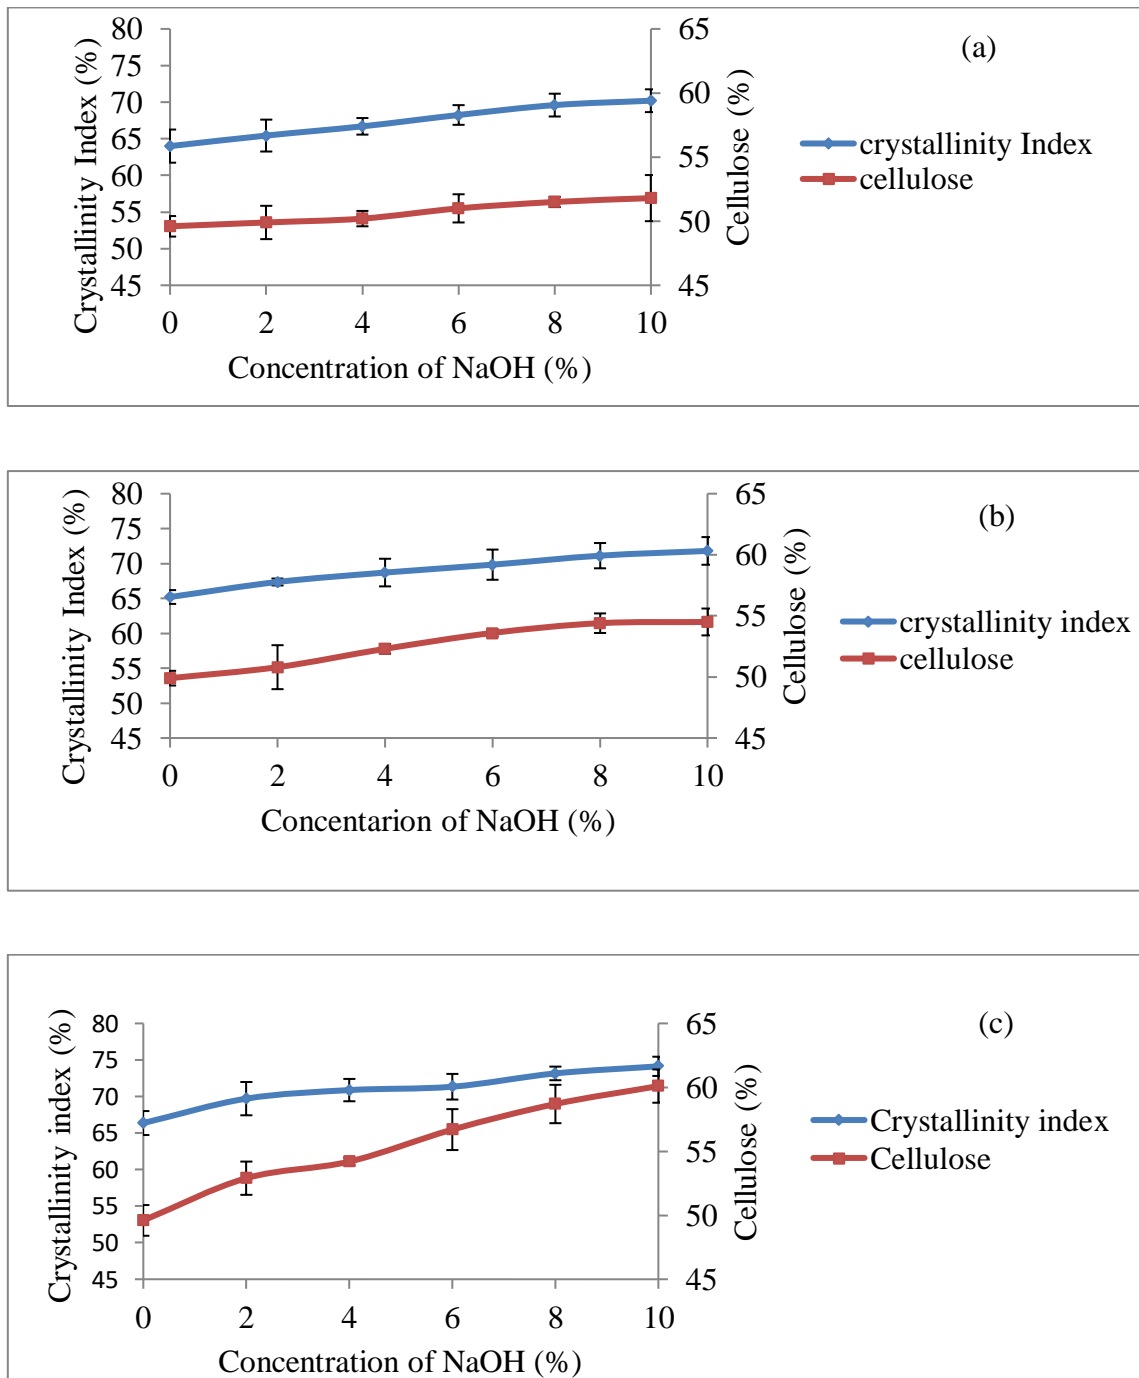 (a)
Crystallinity Index (%)
80
75
70
65
60
55
50
45
65
60
55
50
45
Cellulose (%)
0 2 4 6 8 10
Concentration of NaOH (%)
crystallinity Index
cellulose
(b)
Crystallinity Index (%)
80
75
70
65
60
55
50
45
65
60
55
50
45
Cellulose (%)
0 2 4 6 8 10
Concentarion of NaOH (%)
crystallinity index
cellulose
(c)
Crystallinity index (%)
80
75
70
65
60
55
50
45
65
60
55
50
45
Cellulose (%)
0 2 4 6 8 10
Concentration of NaOH (%)
Crystallinity index
Cellulose